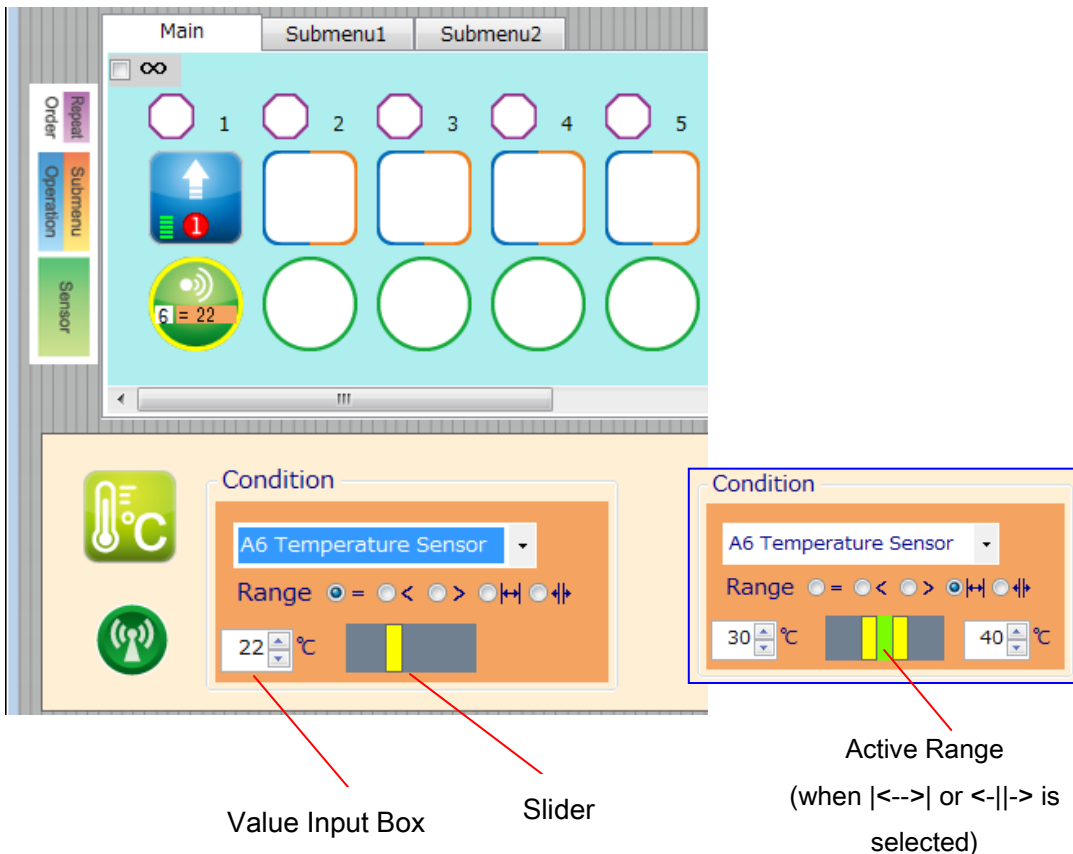 Main Submenu1 Submenu2
∞
Repeat
Order
1 2 3 4 5
Submenu
Operation
1
Sensor
6 = 22
Condition
A6 Temperature Sensor
Range = < > |↔| ◁||▷
22 ℃
°C
Condition
A6 Temperature Sensor
Range = < > |↔| ◁||▷
30 ℃ 40 ℃
Value Input Box
Slider
Active Range
(when |<-->| or <-||-> is
selected)